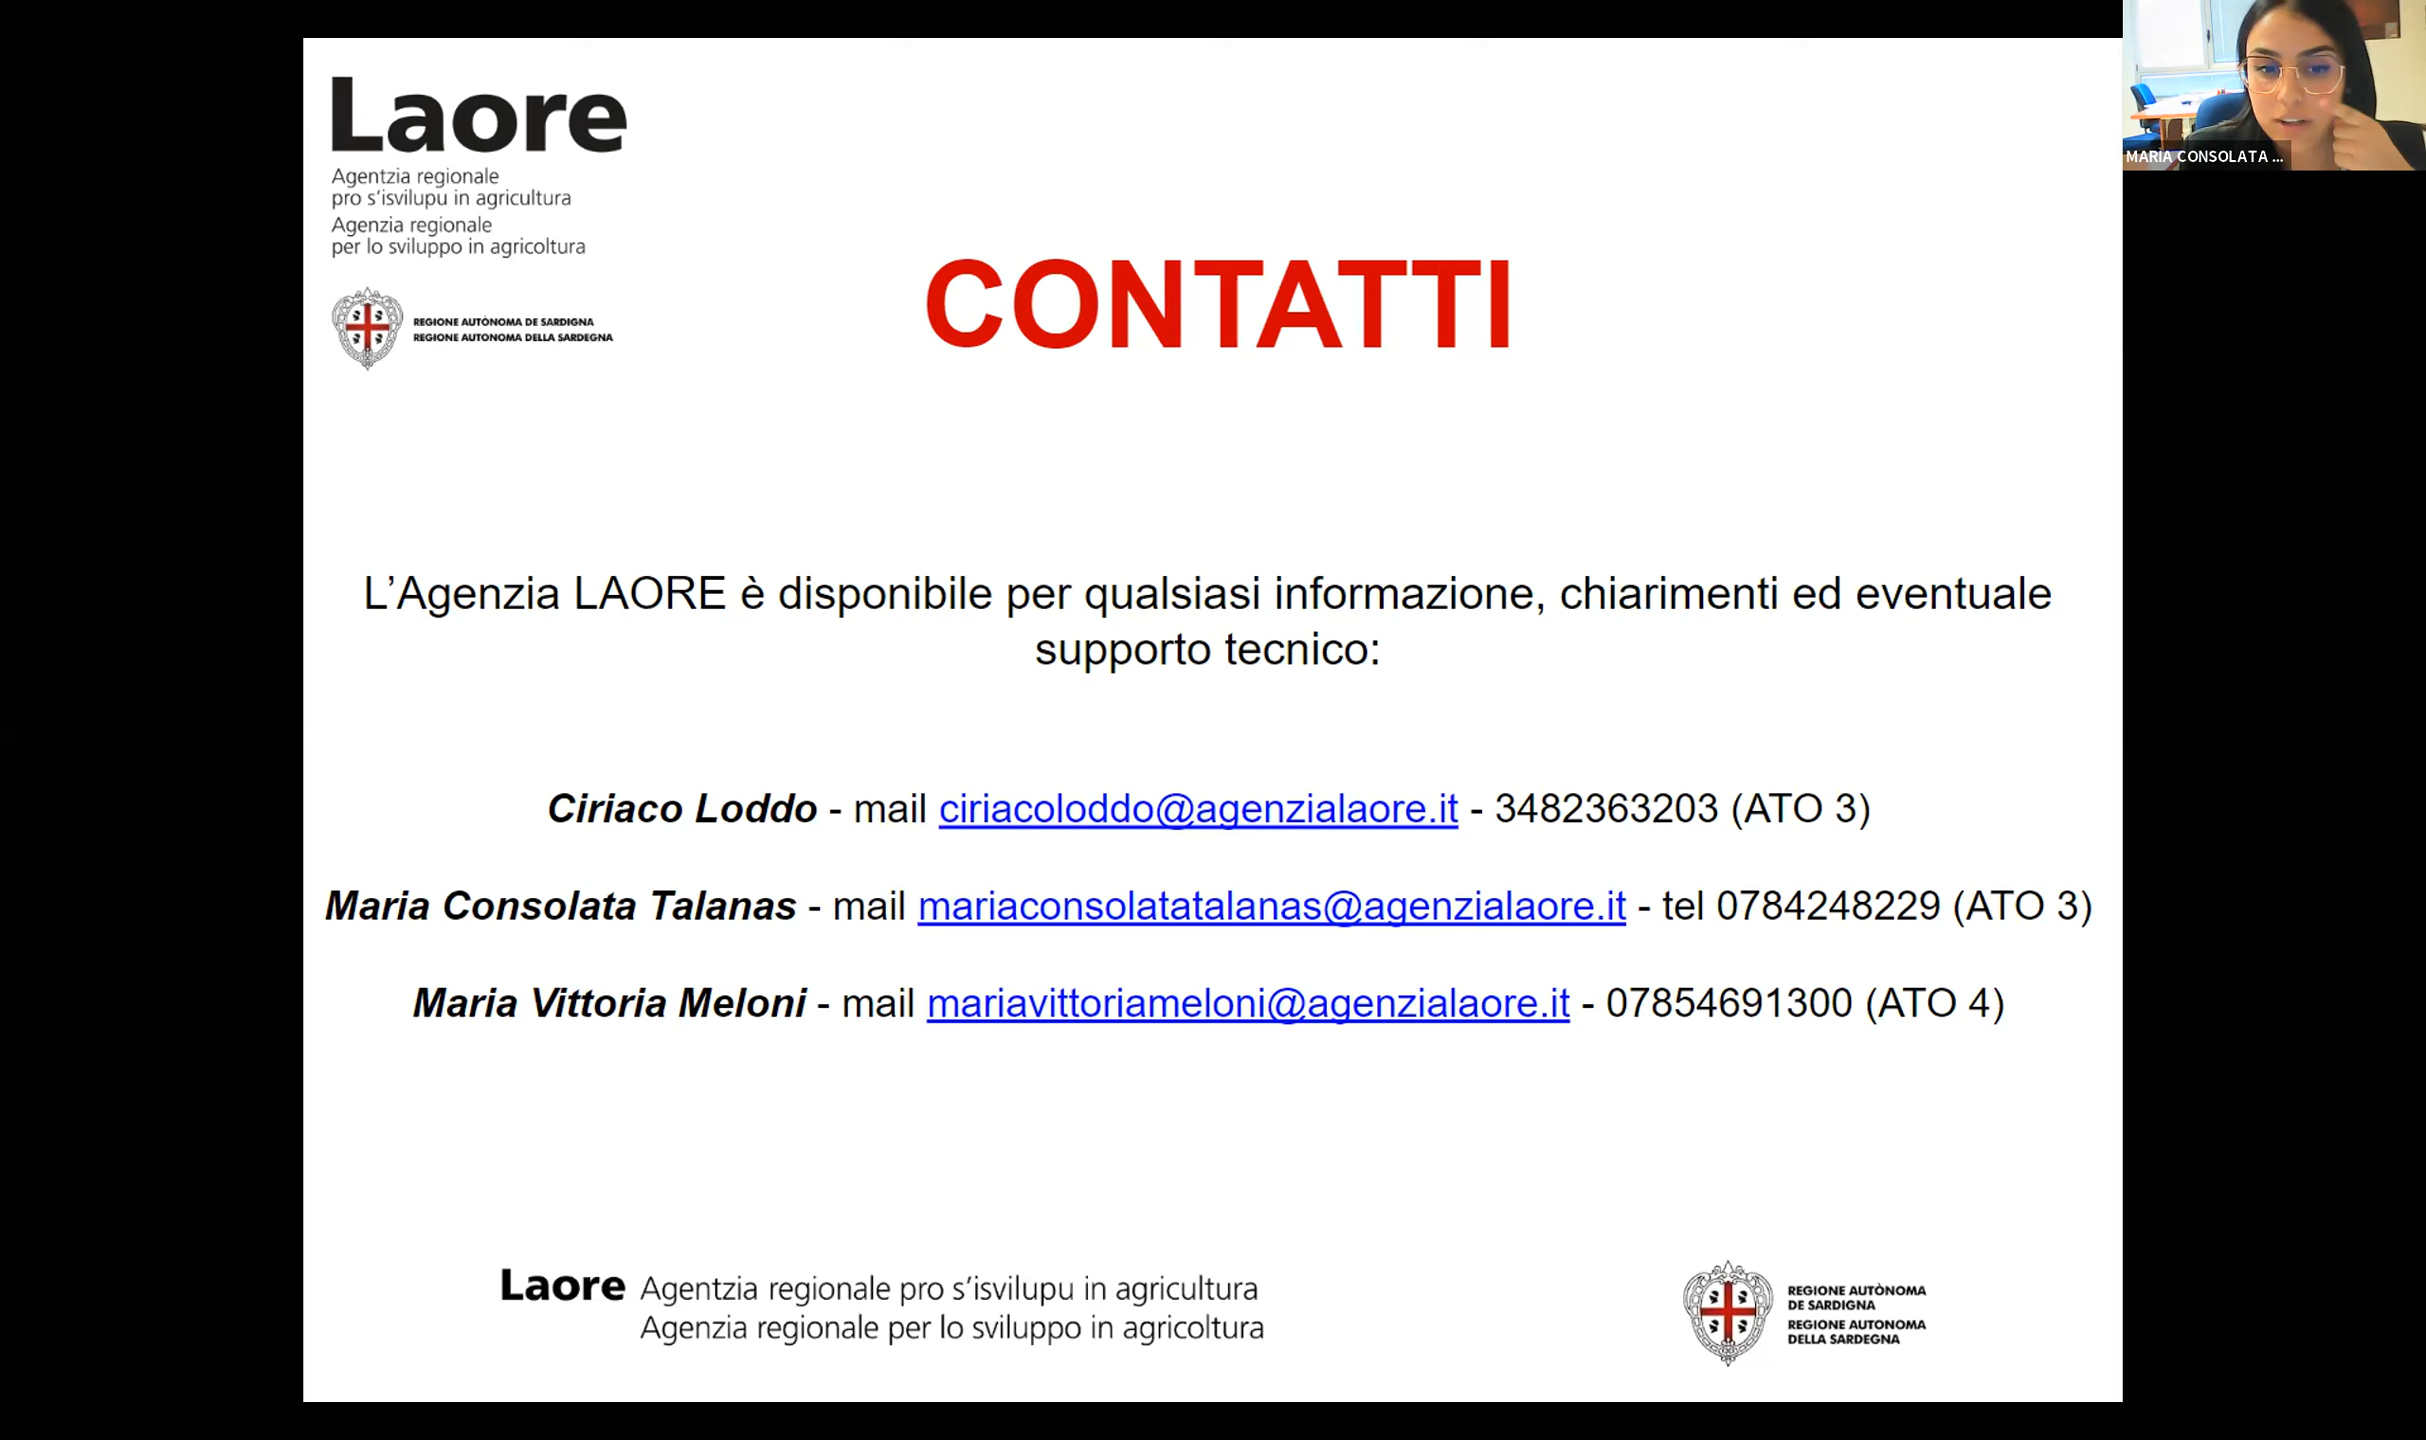 Laore
Agentzia regionale
pro s'isvilupu in agricultura
Agenzia regionale
per lo sviluppo in agricoltura
REGIONE AUTÒNOMA DE SARDIGNA
REGIONE AUTONOMA DELLA SARDEGNA
MARIA CONSOLATA ...
CONTATTI
L’Agenzia LAORE è disponibile per qualsiasi informazione, chiarimenti ed eventuale
supporto tecnico:
Ciriaco Loddo - mail ciriacoloddo@agenzialaore.it - 3482363203 (ATO 3)
Maria Consolata Talanas - mail mariaconsolatatalanas@agenzialaore.it - tel 0784248229 (ATO 3)
Maria Vittoria Meloni - mail mariavittoriameloni@agenzialaore.it - 07854691300 (ATO 4)
Laore Agentzia regionale pro s'isvilupu in agricultura
Agenzia regionale per lo sviluppo in agricoltura
REGIONE AUTÒNOMA
DE SARDIGNA
REGIONE AUTONOMA
DELLA SARDEGNA